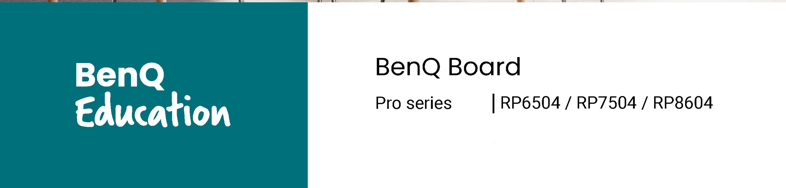 BenQ
Education
BenQ Board
Pro series | RP6504 / RP7504 / RP8604